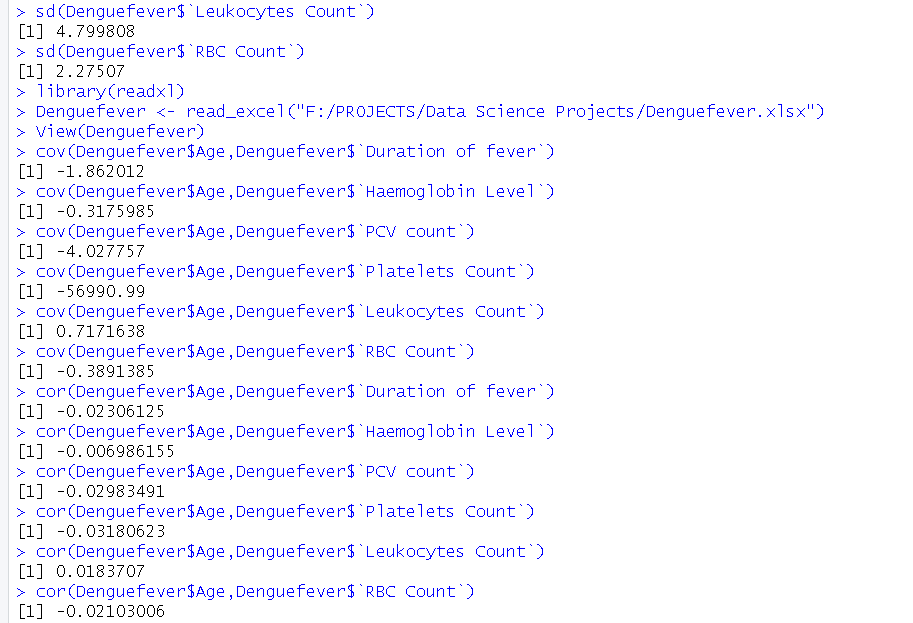 > sd(Denguefever$`Leukocytes Count`)
[1] 4.799808
> sd(Denguefever$`RBC Count`)
[1] 2.27507
> library(readxl)
> Denguefever <- read_excel("F:/PROJECTS/Data Science Projects/Denguefever.xlsx")
> View(Denguefever)
> cov(Denguefever$Age,Denguefever$`Duration of fever`)
[1] -1.862012
> cov(Denguefever$Age,Denguefever$`Haemoglobin Level`)
[1] -0.3175985
> cov(Denguefever$Age,Denguefever$`PCV count`)
[1] -4.027757
> cov(Denguefever$Age,Denguefever$`Platelets Count`)
[1] -56990.99
> cov(Denguefever$Age,Denguefever$`Leukocytes Count`)
[1] 0.7171638
> cov(Denguefever$Age,Denguefever$`RBC Count`)
[1] -0.3891385
> cor(Denguefever$Age,Denguefever$`Duration of fever`)
[1] -0.02306125
> cor(Denguefever$Age,Denguefever$`Haemoglobin Level`)
[1] -0.006986155
> cor(Denguefever$Age,Denguefever$`PCV count`)
[1] -0.02983491
> cor(Denguefever$Age,Denguefever$`Platelets Count`)
[1] -0.03180623
> cor(Denguefever$Age,Denguefever$`Leukocytes Count`)
[1] 0.0183707
> cor(Denguefever$Age,Denguefever$`RBC Count`)
[1] -0.02103006